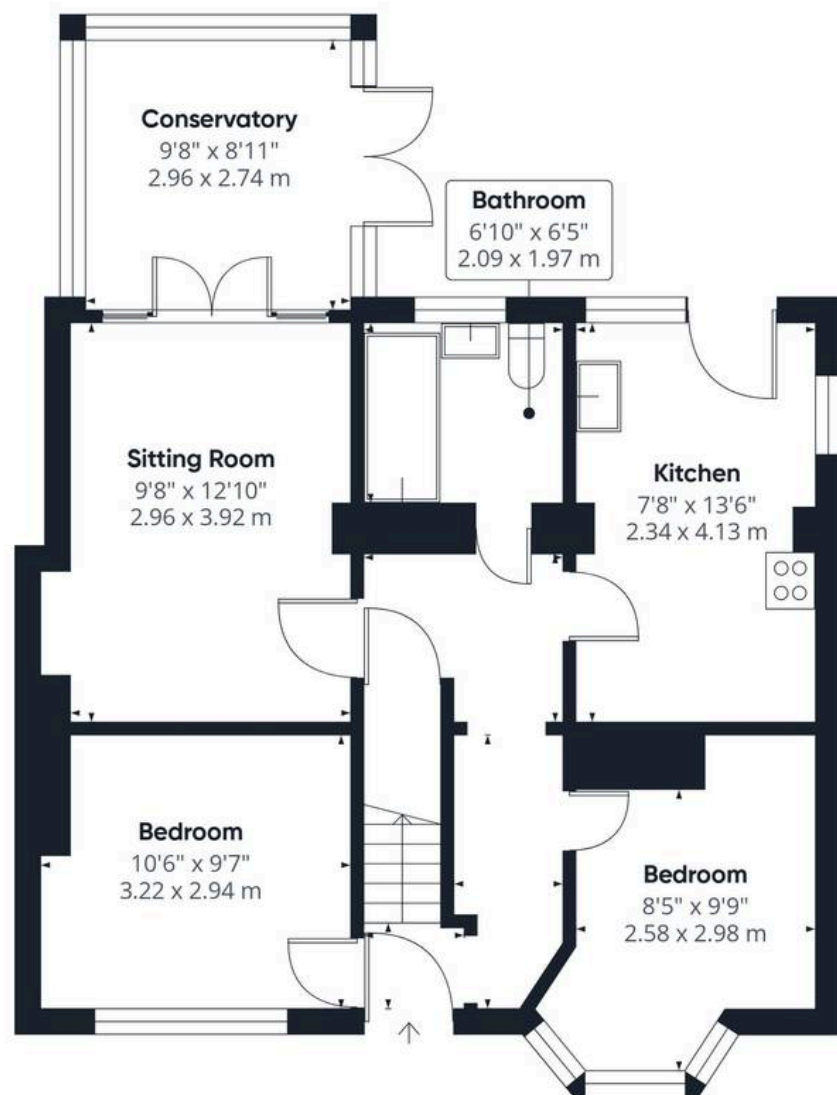 Conservatory
9'8" x 8'11"
2.96 x 2.74 m
Bathroom
6'10" x 6'5"
2.09 x 1.97 m
Sitting Room
9'8" x 12'10"
2.96 x 3.92 m
Kitchen
7'8" x 13'6"
2.34 x 4.13 m
Bedroom
10'6" x 9'7"
3.22 x 2.94 m
Bedroom
8'5" x 9'9"
2.58 x 2.98 m